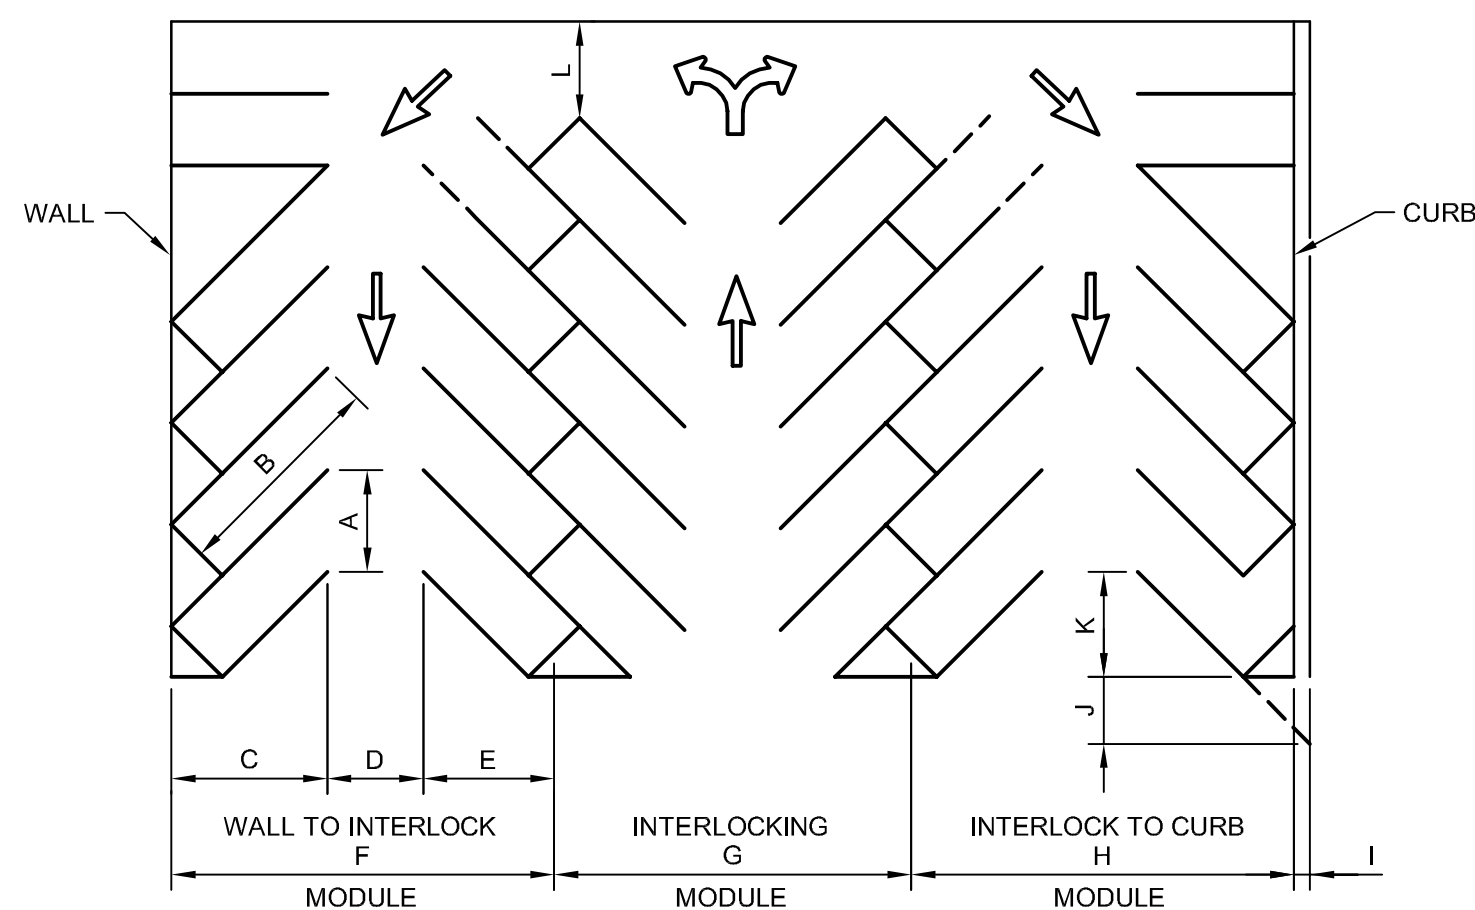 L
WALL
CURB
B
A
K
J
C
D
E
WALL TO INTERLOCK
INTERLOCKING
INTERLOCK TO CURB
F
G
H
I
MODULE
MODULE
MODULE